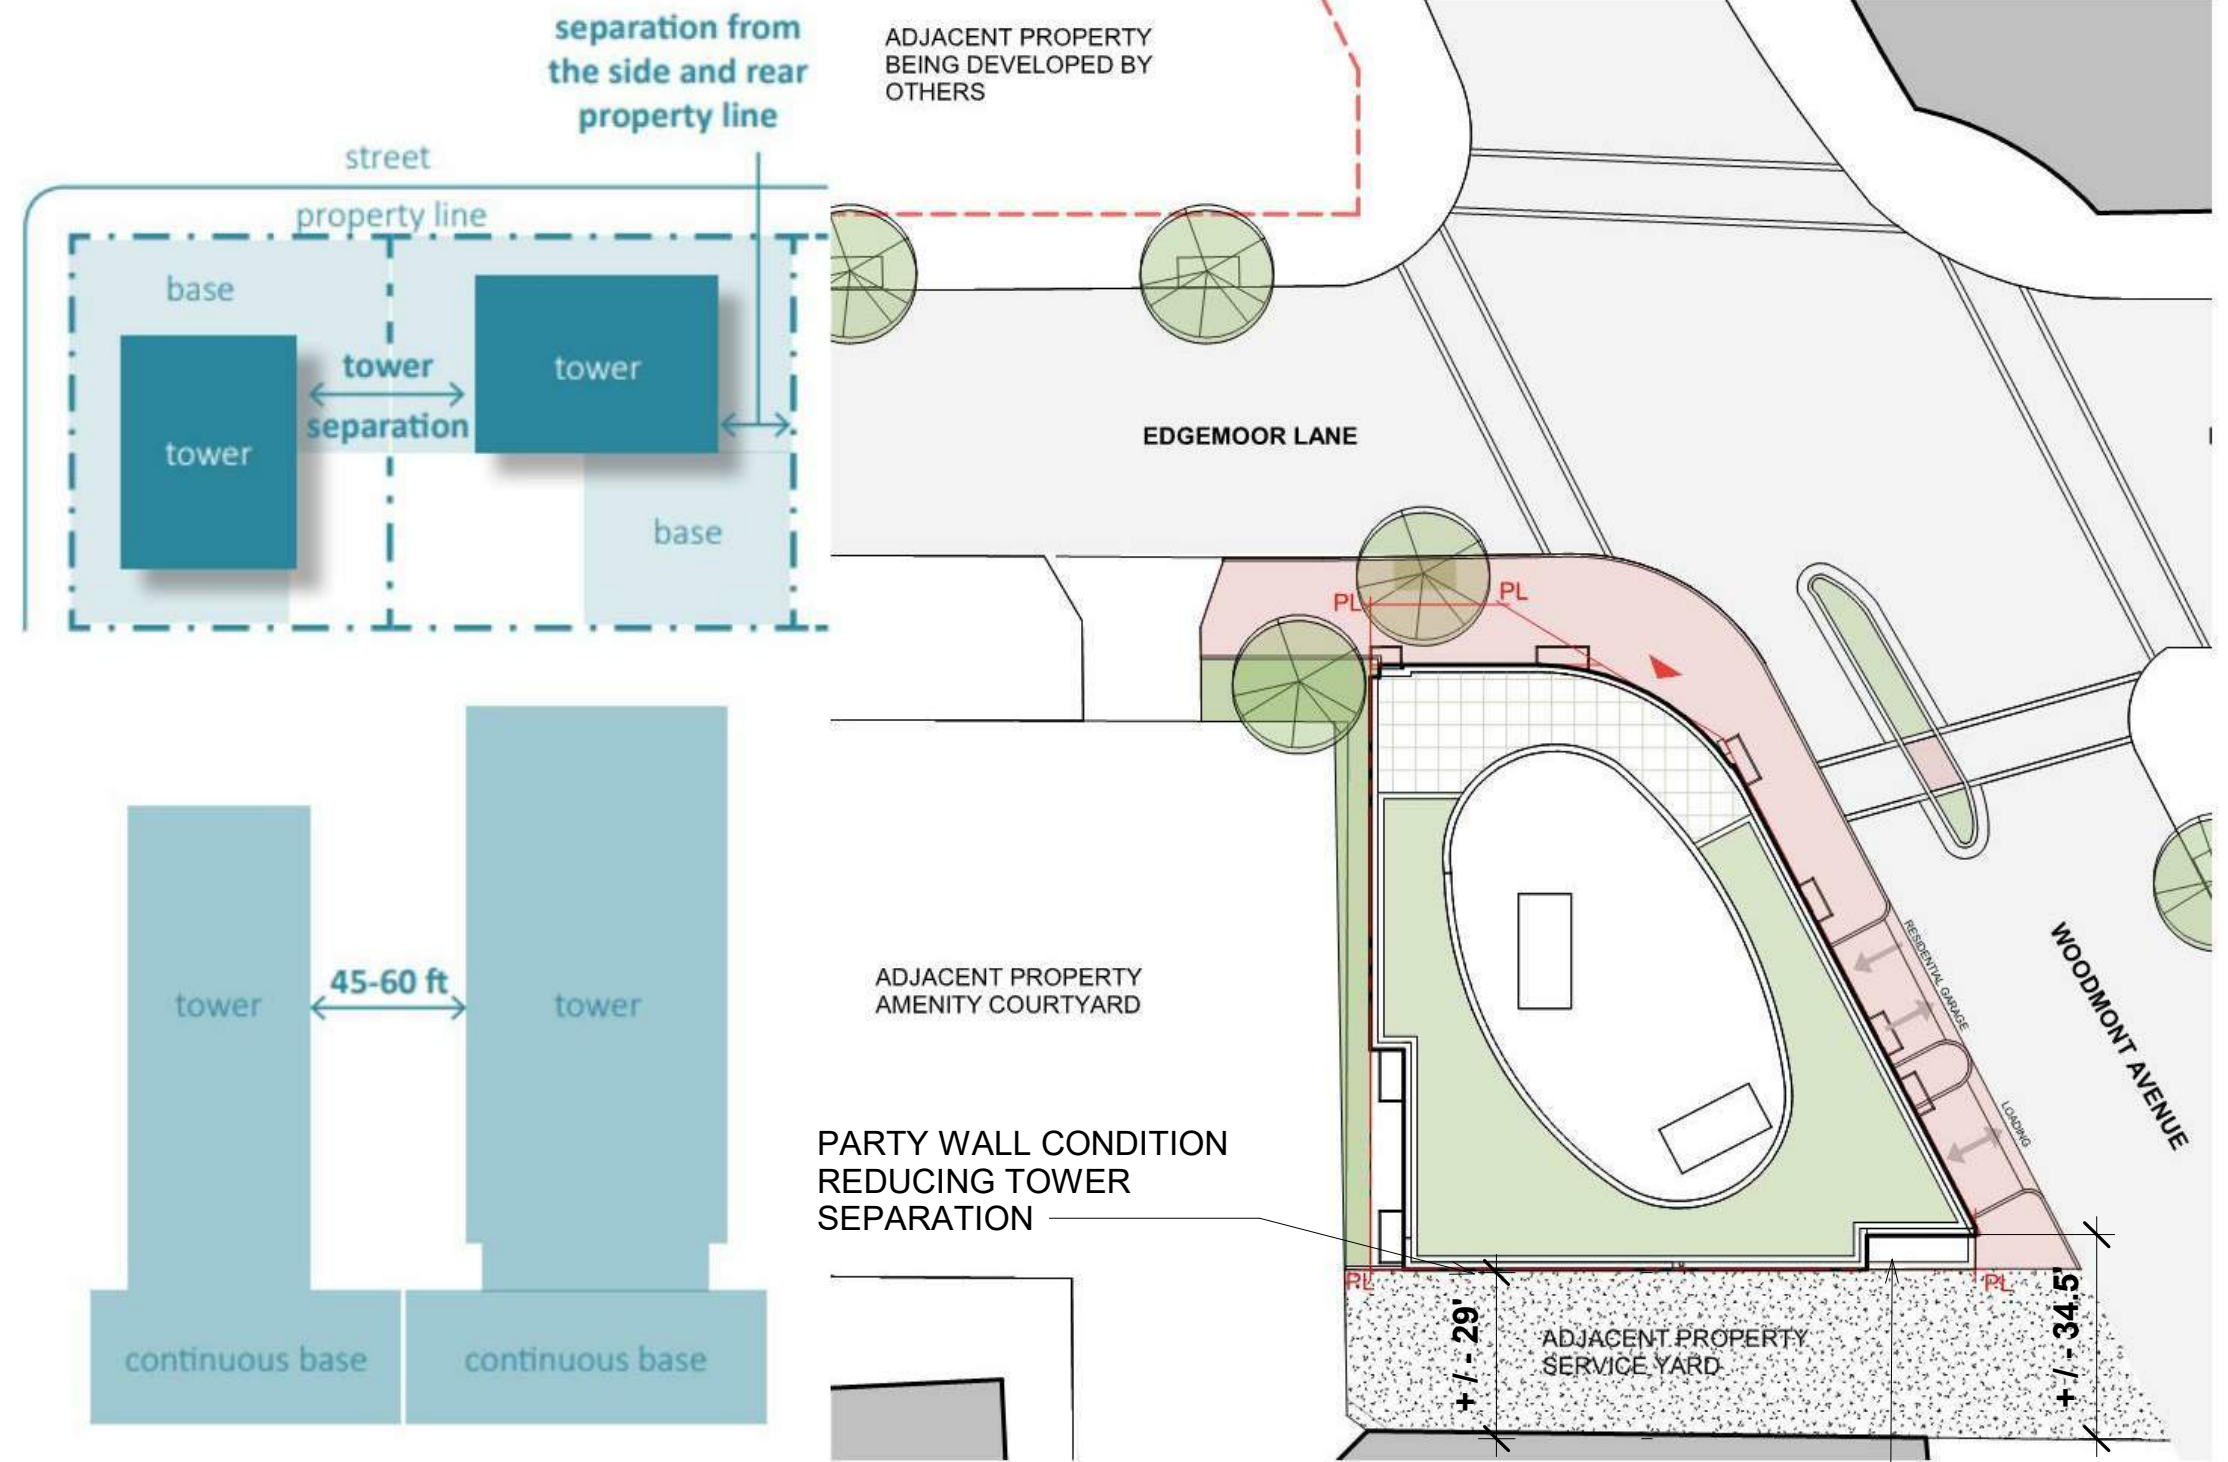 separation from
the side and rear
property line
street
property line
base
tower
separation
tower
tower
base
tower
45-60 ft
tower
continuous base
continuous base
ADJACENT PROPERTY
BEING DEVELOPED BY
OTHERS
EDGEMOOR LANE
PL
PL
RESIDENTIAL GARAGE
WOODMONT AVENUE
LOADING
ADJACENT PROPERTY
AMENITY COURTYARD
PARTY WALL CONDITION
REDUCING TOWER
SEPARATION
PL
PL
+ / - 29'
ADJACENT PROPERTY
SERVICE YARD
+ / - 34.5'